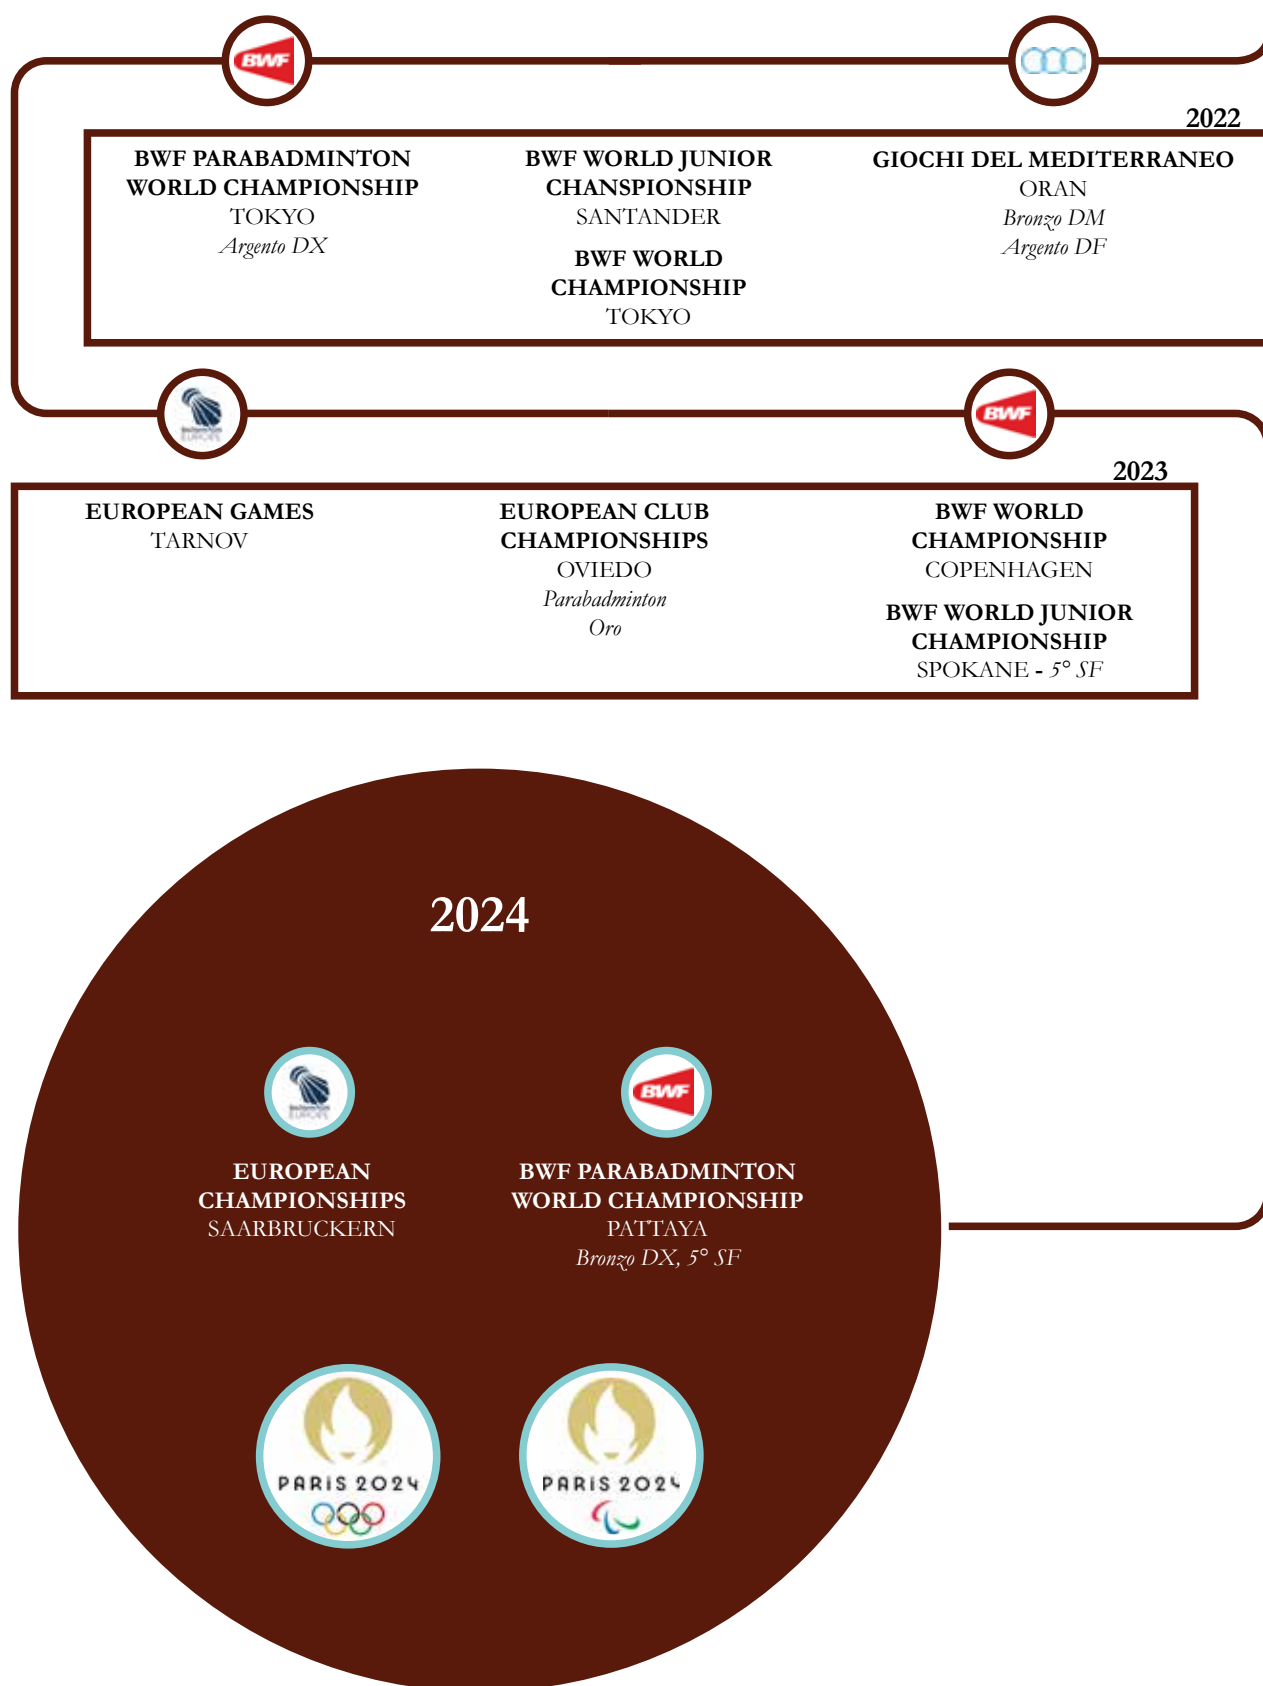 BWF
2022
BWF PARABADMINTON
WORLD CHAMPIONSHIP
TOKYO
Argento DX
BWF WORLD JUNIOR
CHANSPIONSHIP
SANTANDER
BWF WORLD
CHAMPIONSHIP
TOKYO
GIOCHI DEL MEDITERRANEO
ORAN
Bronzo DM
Argento DF
EUROPE
BWF
2023
EUROPEAN GAMES
TARNOV
EUROPEAN CLUB
CHAMPIONSHIPS
OVIEDO
Parabadminton
Oro
BWF WORLD
CHAMPIONSHIP
COPENHAGEN
BWF WORLD JUNIOR
CHAMPIONSHIP
SPOKANE - 5° SF
2024
EUROPE
EUROPEAN
CHAMPIONSHIPS
SAARBRUCKERN
BWF
BWF PARABADMINTON
WORLD CHAMPIONSHIP
PATTAYA
Bronzo DX, 5° SF
PARIS 2024
PARIS 2024